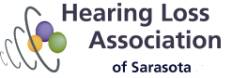 Hearing Loss
Association
of Sarasota